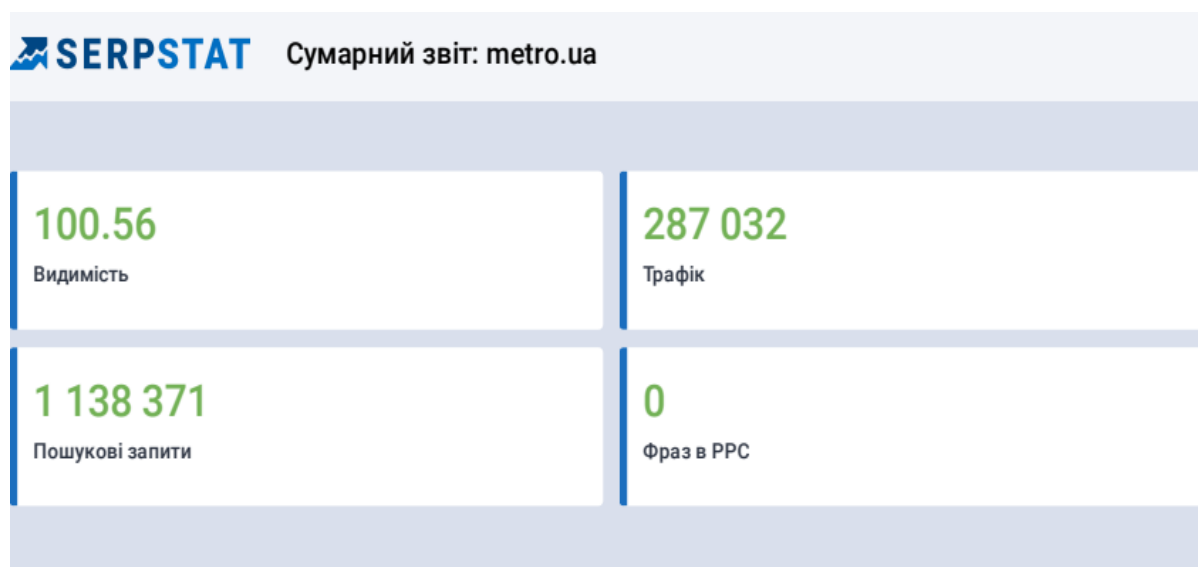 SERPSTAT Сумарний звіт: metro.ua
100.56
Видимість
287 032
Трафік
1 138 371
Пошукові запити
0
Фраз в PPC